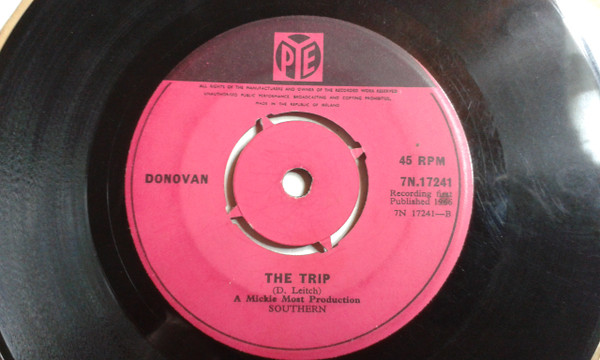 PYE
ALL RIGHTS OF THE MANUFACTURERS AND OWNER OF THE RECORDED WORK RESERVED
UNAUTHORISED PUBLIC PERFORMANCE, BROADCASTING AND COPYING PROHIBITED.
MADE IN THE REPUBLIC OF IRELAND
DONOVAN
45 RPM
7N.17241
Recording first
Published 1966
7N 17241—B
THE TRIP
(D. Leitch)
A Mickie Most Production
SOUTHERN